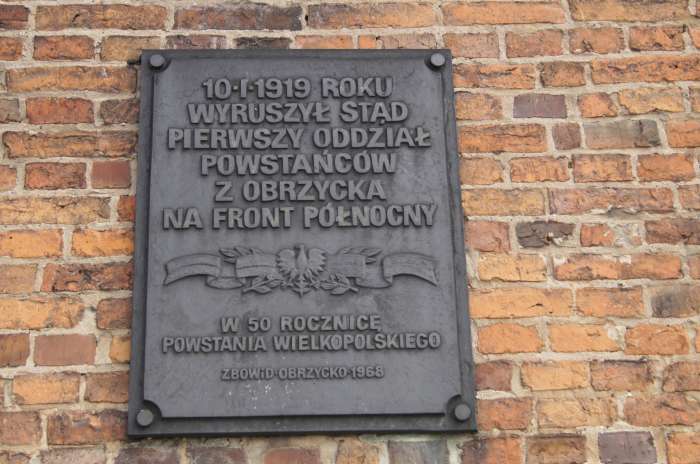 10·I·1919 ROKU
WYRUSZYŁ STĄD
PIERWSZY ODDZIAŁ
POWSTAŃCÓW
Z OBRZYCKA
NA FRONT PÓŁNOCNY
W 50 ROCZNICĘ
POWSTANIA WIELKOPOLSKIEGO
ZBOWiD·OBRZYCKO·1968